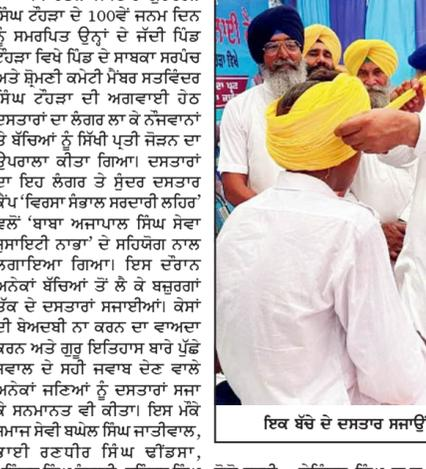 ਸਿੰਘ ਟੌਹੜਾ ਦੇ 100ਵੇਂ ਜਨਮ ਦਿਨ
ਨੂੰ ਸਮਰਪਿਤ ਉਨ੍ਹਾਂ ਦੇ ਜੱਦੀ ਪਿੰਡ
ਟੌਹੜਾ ਵਿਖੇ ਪਿੰਡ ਦੇ ਸਾਬਕਾ ਸਰਪੰਚ
ਅਤੇ ਸ਼੍ਰੋਮਣੀ ਕਮੇਟੀ ਮੈਂਬਰ ਸਤਵਿੰਦਰ
ਸਿੰਘ ਟੌਹੜਾ ਦੀ ਅਗਵਾਈ ਹੇਠ
ਦਸਤਾਰਾਂ ਦਾ ਲੰਗਰ ਲਾ ਕੇ ਨੌਜਵਾਨਾਂ
ਤੇ ਬੱਚਿਆਂ ਨੂੰ ਸਿੱਖੀ ਪ੍ਰਤੀ ਜੋੜਨ ਦਾ
ਉਪਰਾਲਾ ਕੀਤਾ ਗਿਆ। ਦਸਤਾਰਾਂ
ਦਾ ਇਹ ਲੰਗਰ ਤੇ ਸੁੰਦਰ ਦਸਤਾਰ
ਕੈਂਪ 'ਵਿਰਸਾ ਸੰਭਾਲ ਸਰਦਾਰੀ ਲਹਿਰ'
ਵਲੋਂ 'ਬਾਬਾ ਅਜਾਪਾਲ ਸਿੰਘ ਸੇਵਾ
ਸੁਸਾਇਟੀ ਨਾਭਾ' ਦੇ ਸਹਿਯੋਗ ਨਾਲ
ਲਗਾਇਆ ਗਿਆ। ਇਸ ਦੌਰਾਨ
ਅਨੇਕਾਂ ਬੱਚਿਆਂ ਤੋਂ ਲੈ ਕੇ ਬਜ਼ੁਰਗਾਂ
ਤੱਕ ਦੇ ਦਸਤਾਰਾਂ ਸਜਾਈਆਂ। ਕੇਸਾਂ
ਦੀ ਬੇਅਦਬੀ ਨਾ ਕਰਨ ਦਾ ਵਾਅਦਾ
ਕਰਨ ਅਤੇ ਗੁਰੂ ਇਤਿਹਾਸ ਬਾਰੇ ਪੁੱਛੇ
ਸਵਾਲ ਦੇ ਸਹੀ ਜਵਾਬ ਦੇਣ ਵਾਲੇ
ਅਨੇਕਾਂ ਜਣਿਆਂ ਨੂੰ ਦਸਤਾਰਾਂ ਸਜਾ
ਕੇ ਸਨਮਾਨਤ ਵੀ ਕੀਤਾ। ਇਸ ਮੌਕੇ
ਸਮਾਜ ਸੇਵੀ ਬਘੇਲ ਸਿੰਘ ਜਾਤੀਵਾਲ,
ਭਾਈ ਰਣਧੀਰ ਸਿੰਘ ਢੀਂਡਸਾ,
ਇਕ ਬੱਚੇ ਦੇ ਦਸਤਾਰ